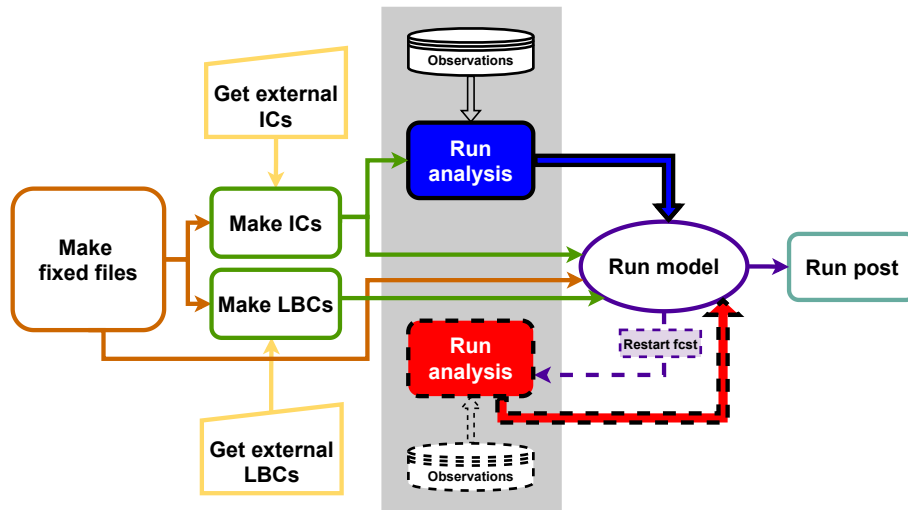 Observations
Get external
ICs
Run
analysis
Make
fixed files
Make ICs
Make LBCs
Run model
Run post
Run
analysis
Restart fcst
Get external
LBCs
Observations